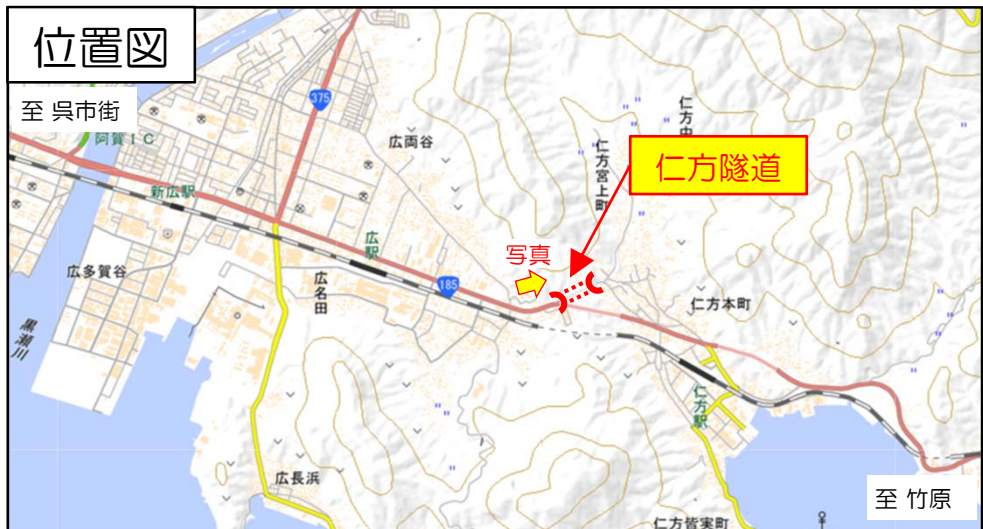 位置図
至 呉市街
阿賀IC
375
広両谷
仁方中
仁方宮上町
仁方隧道
新広駅
広駅
写真
広多賀谷
広名田
185
仁方本町
黒瀬川
仁方駅
広長浜
至 竹原
仁方皆実町